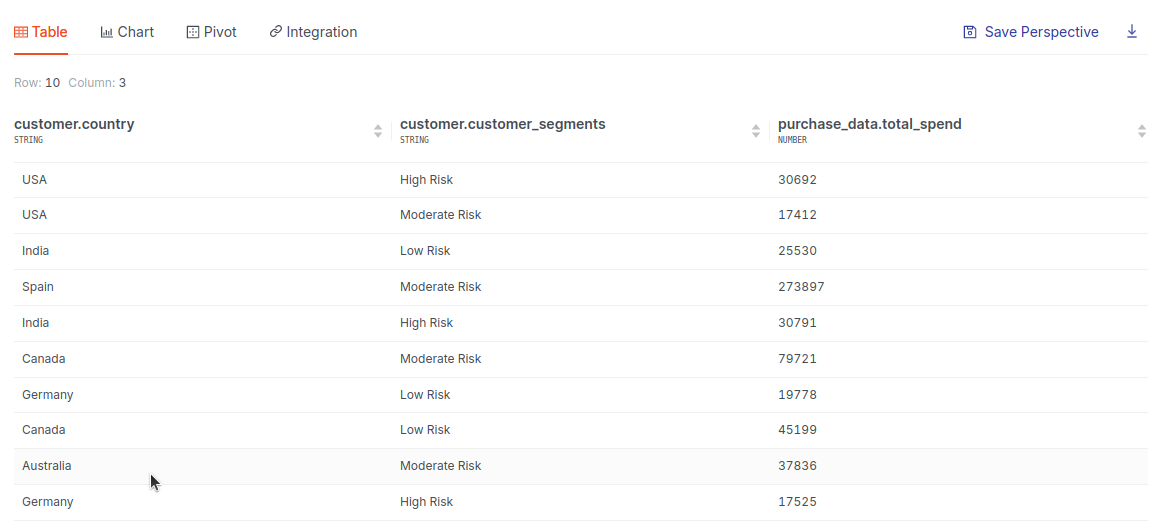 Table Chart Pivot Integration Save Perspective
Row: 10 Column: 3
customer.country customer.customer_segments purchase_data.total_spend
STRING STRING NUMBER
USA High Risk 30692
USA Moderate Risk 17412
India Low Risk 25530
Spain Moderate Risk 273897
India High Risk 30791
Canada Moderate Risk 79721
Germany Low Risk 19778
Canada Low Risk 45199
Australia Moderate Risk 37836
Germany High Risk 17525